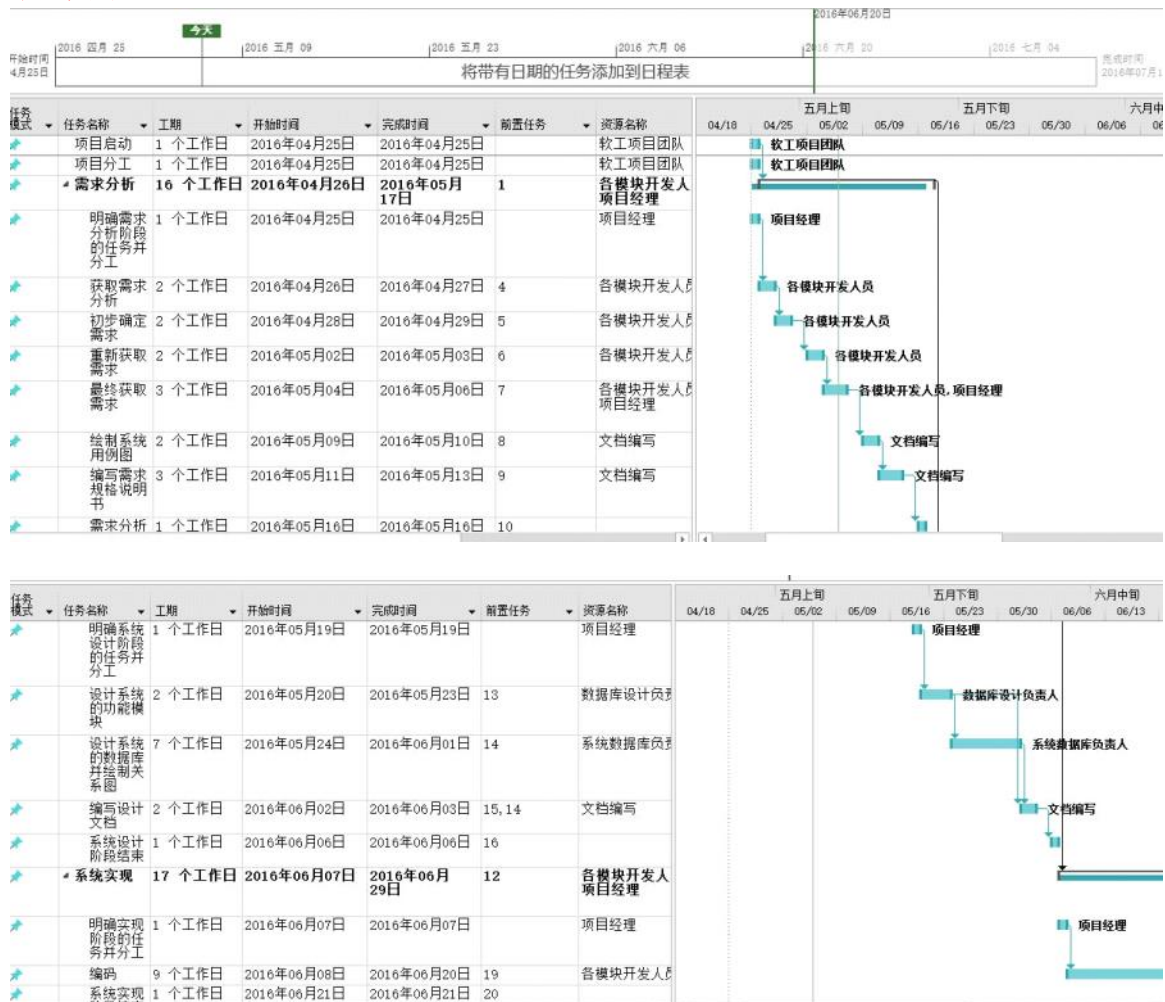 2016年06月20日
今天
2016 四月 25 2016 五月 09 2016 五月 23 2016 六月 06 2016 六月 20 2016 七月 04
开始时间 完成时间
将带有日期的任务添加到日程表
4月25日 2016年07月1
五月上旬 五月下旬 六月中
任务模式 任务名称 工期 开始时间 完成时间 前置任务 资源名称 04/18 04/25 05/02 05/09 05/16 05/23 05/30 06/06 06
项目启动 1 个工作日 2016年04月25日 2016年04月25日 软工项目团队 软工项目团队
项目分工 1 个工作日 2016年04月25日 2016年04月25日 软工项目团队 软工项目团队
需求分析 16 个工作日 2016年04月26日 2016年05月 1 各模块开发人
17日 项目经理
明确需求 1 个工作日 2016年04月25日 2016年04月25日 项目经理 项目经理
分析阶段
的任务并
分工
获取需求 2 个工作日 2016年04月26日 2016年04月27日 4 各模块开发人员 各模块开发人员
分析
初步确定 2 个工作日 2016年04月28日 2016年04月29日 5 各模块开发人员 各模块开发人员
需求
重新获取 2 个工作日 2016年05月02日 2016年05月03日 6 各模块开发人员 各模块开发人员
需求
最终获取 3 个工作日 2016年05月04日 2016年05月06日 7 各模块开发人员 各模块开发人员,项目经理
需求 项目经理
绘制系统 2 个工作日 2016年05月09日 2016年05月10日 8 文档编写 文档编写
用例图
编写需求 3 个工作日 2016年05月11日 2016年05月13日 9 文档编写 文档编写
规格说明
书
需求分析 1 个工作日 2016年05月16日 2016年05月16日 10
五月上旬 五月下旬 六月中旬
任务模式 任务名称 工期 开始时间 完成时间 前置任务 资源名称 04/18 04/25 05/02 05/09 05/16 05/23 05/30 06/06 06/13
明确系统 1 个工作日 2016年05月19日 2016年05月19日 项目经理 项目经理
设计阶段
的任务并
分工
设计系统 2 个工作日 2016年05月20日 2016年05月23日 13 数据库设计负责 数据库设计负责人
的功能模
块
设计系统 7 个工作日 2016年05月24日 2016年06月01日 14 系统数据库负责 系统数据库负责人
的数据库
并绘制关
系图
编写设计 2 个工作日 2016年06月02日 2016年06月03日 15,14 文档编写 文档编写
文档
系统设计 1 个工作日 2016年06月06日 2016年06月06日 16
阶段结束
系统实现 17 个工作日 2016年06月07日 2016年06月 12 各模块开发人
29日 项目经理
明确实现 1 个工作日 2016年06月07日 2016年06月07日 项目经理 项目经理
阶段的任
务并分工
编码 9 个工作日 2016年06月08日 2016年06月20日 19 各模块开发人员
系统实现 1 个工作日 2016年06月21日 2016年06月21日 20